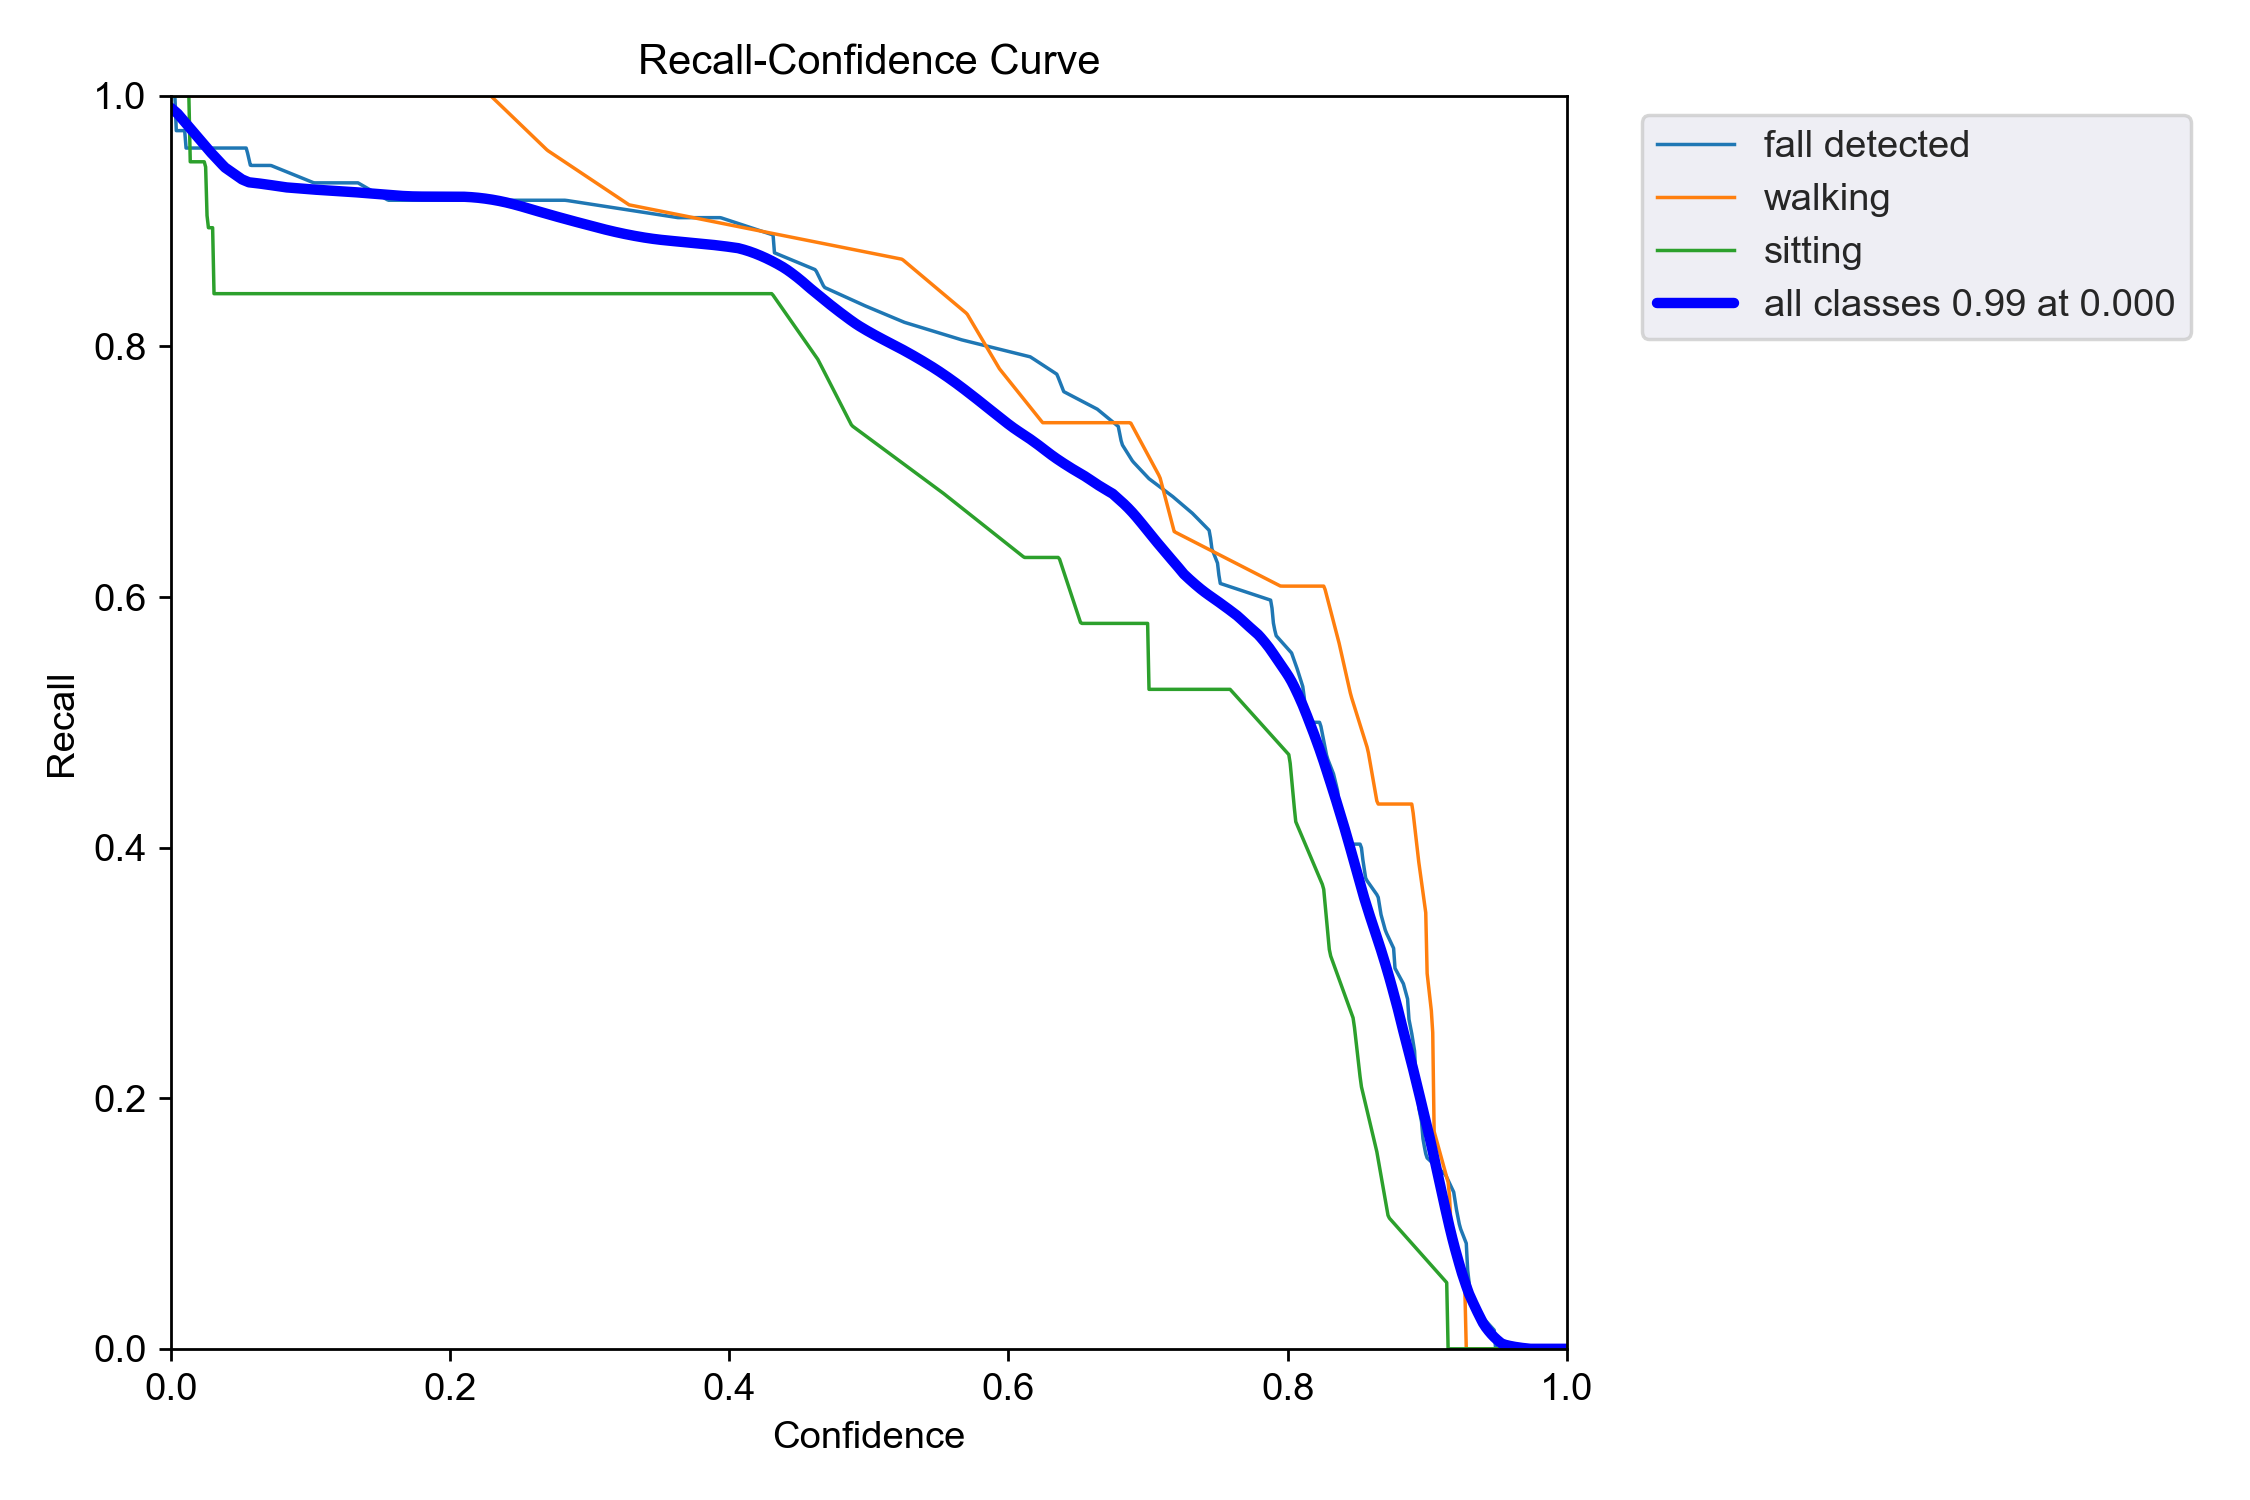 Recall-Confidence Curve
1.0
0.8
0.6
0.4
0.2
0.0
Recall
0.0 0.2 0.4 0.6 0.8 1.0
Confidence
fall detected
walking
sitting
all classes 0.99 at 0.000